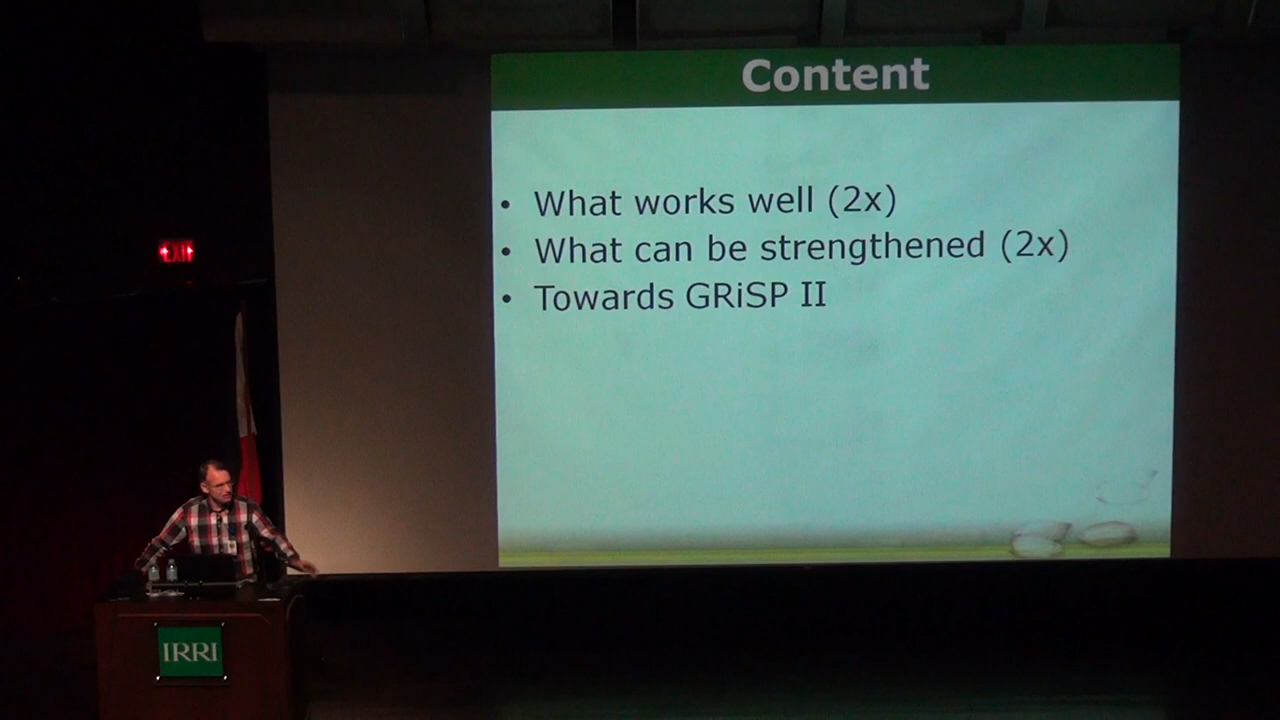 Content
• What works well (2x)
• What can be strengthened (2x)
• Towards GRiSP II
EXIT
IRRI